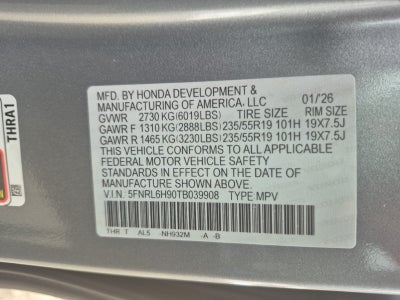 MFD. BY HONDA DEVELOPMENT &
MANUFACTURING OF AMERICA, LLC 01/'26
GVWR 2730 KG(6019LBS) TIRE SIZE RIM SIZE
GAWR F 1310 KG(2888LBS) 235/55R19 101H 19X7.5J
GAWR R 1465 KG(3230LBS) 235/55R19 101H 19X7.5J
THIS VEHICLE CONFORMS TO ALL APPLICABLE
FEDERAL MOTOR VEHICLE SAFETY AND THEFT PREVENTION
STANDARDS IN EFFECT ON THE DATE OF
MANUFACTURE SHOWN ABOVE.
V.I.N. 5FNRL6H90TB039908 TYPE MPV
THR T AL5 -NH932M -A -B
THRA1